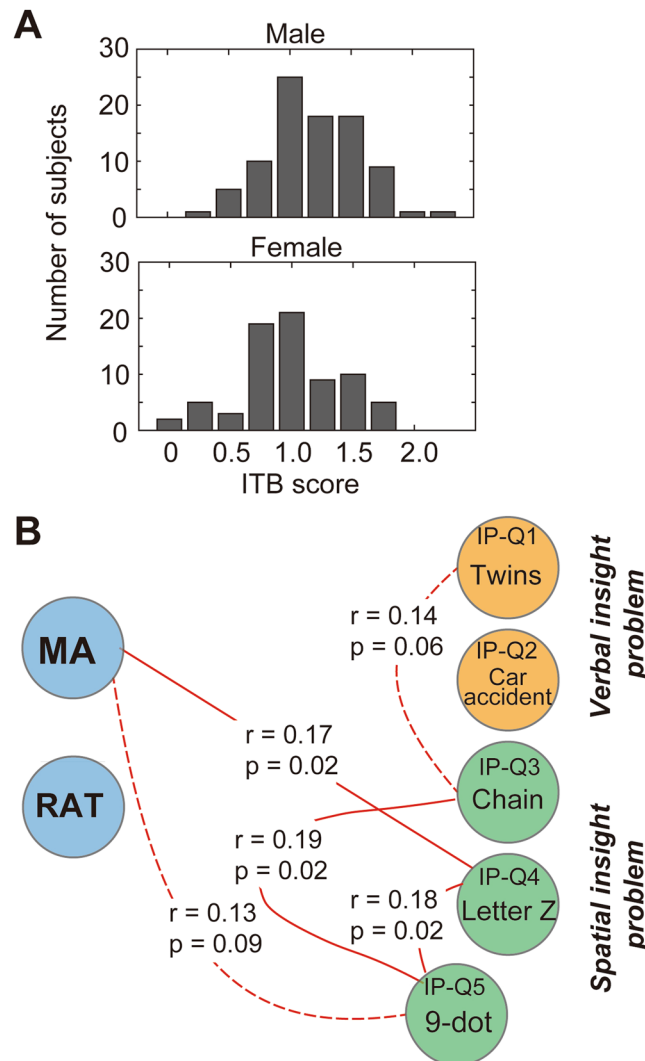 A
Male
Number of subjects
30
20
10
0
Female
30
20
10
0
0 0.5 1.0 1.5 2.0
ITB score
B
MA
RAT
IP-Q1
Twins
IP-Q2
Car
accident
IP-Q3
Chain
IP-Q4
Letter Z
IP-Q5
9-dot
Verbal insight
problem
Spatial insight
problem
r = 0.14
p = 0.06
r = 0.17
p = 0.02
r = 0.19
p = 0.02
r = 0.18
p = 0.02
r = 0.13
p = 0.09